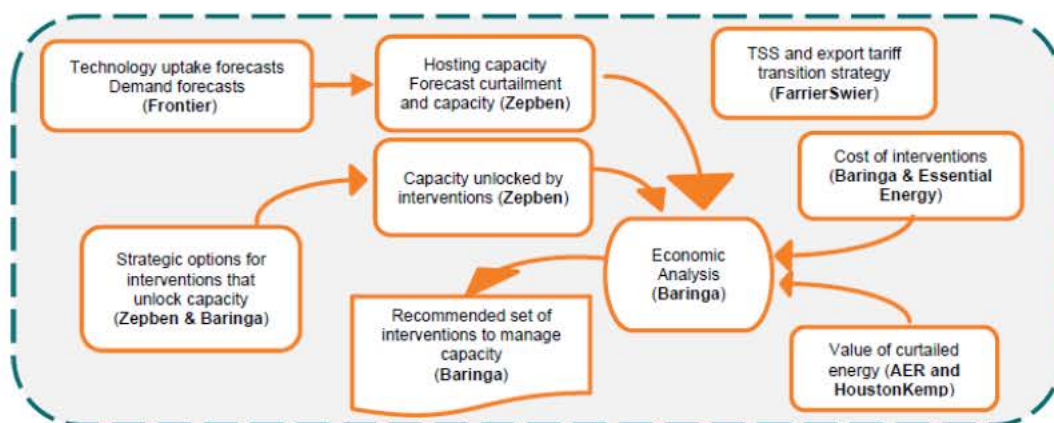 Technology uptake forecasts
Demand forecasts
(Frontier)
Hosting capacity
Forecast curtailment
and capacity (Zepben)
TSS and export tariff
transition strategy
(FarrierSwier)
Capacity unlocked by
interventions (Zepben)
Cost of interventions
(Baringa & Essential
Energy)
Strategic options for
interventions that
unlock capacity
(Zepben & Baringa)
Economic
Analysis
(Baringa)
Recommended set of
interventions to manage
capacity
(Baringa)
Value of curtailed
energy (AER and
HoustonKemp)